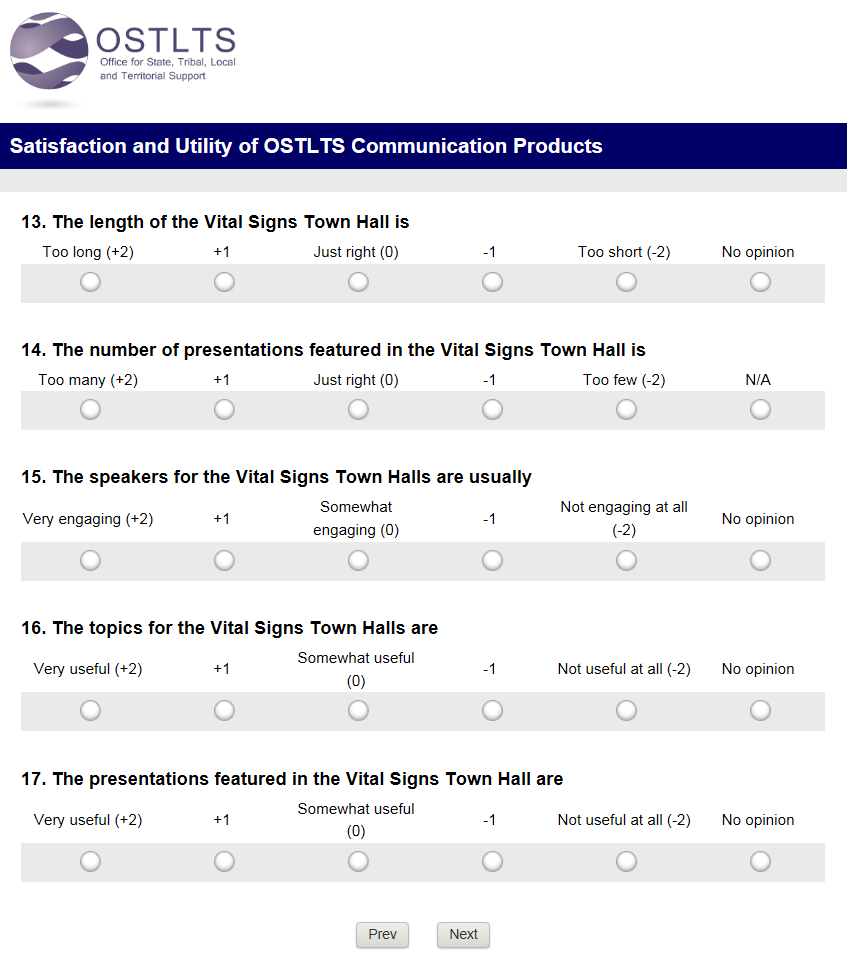 OSTLTS
Office for State, Tribal, Local
and Territorial Support
Satisfaction and Utility of OSTLTS Communication Products
13. The length of the Vital Signs Town Hall is
Too long (+2) +1 Just right (0) -1 Too short (-2) No opinion
14. The number of presentations featured in the Vital Signs Town Hall is
Too many (+2) +1 Just right (0) -1 Too few (-2) N/A
15. The speakers for the Vital Signs Town Halls are usually
Very engaging (+2) +1 Somewhat engaging (0) -1 Not engaging at all (-2) No opinion
16. The topics for the Vital Signs Town Halls are
Very useful (+2) +1 Somewhat useful (0) -1 Not useful at all (-2) No opinion
17. The presentations featured in the Vital Signs Town Hall are
Very useful (+2) +1 Somewhat useful (0) -1 Not useful at all (-2) No opinion
Prev Next